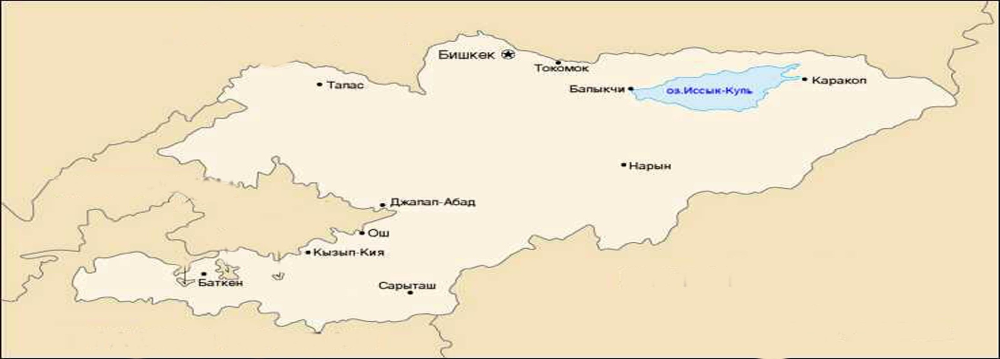 Бишкек
Токомок
Талас
Балыкчи
оз.Иссык-Куль
Каракол
Нарын
Джалал-Абад
Ош
Кызыл-Кия
Баткен
Сарыташ